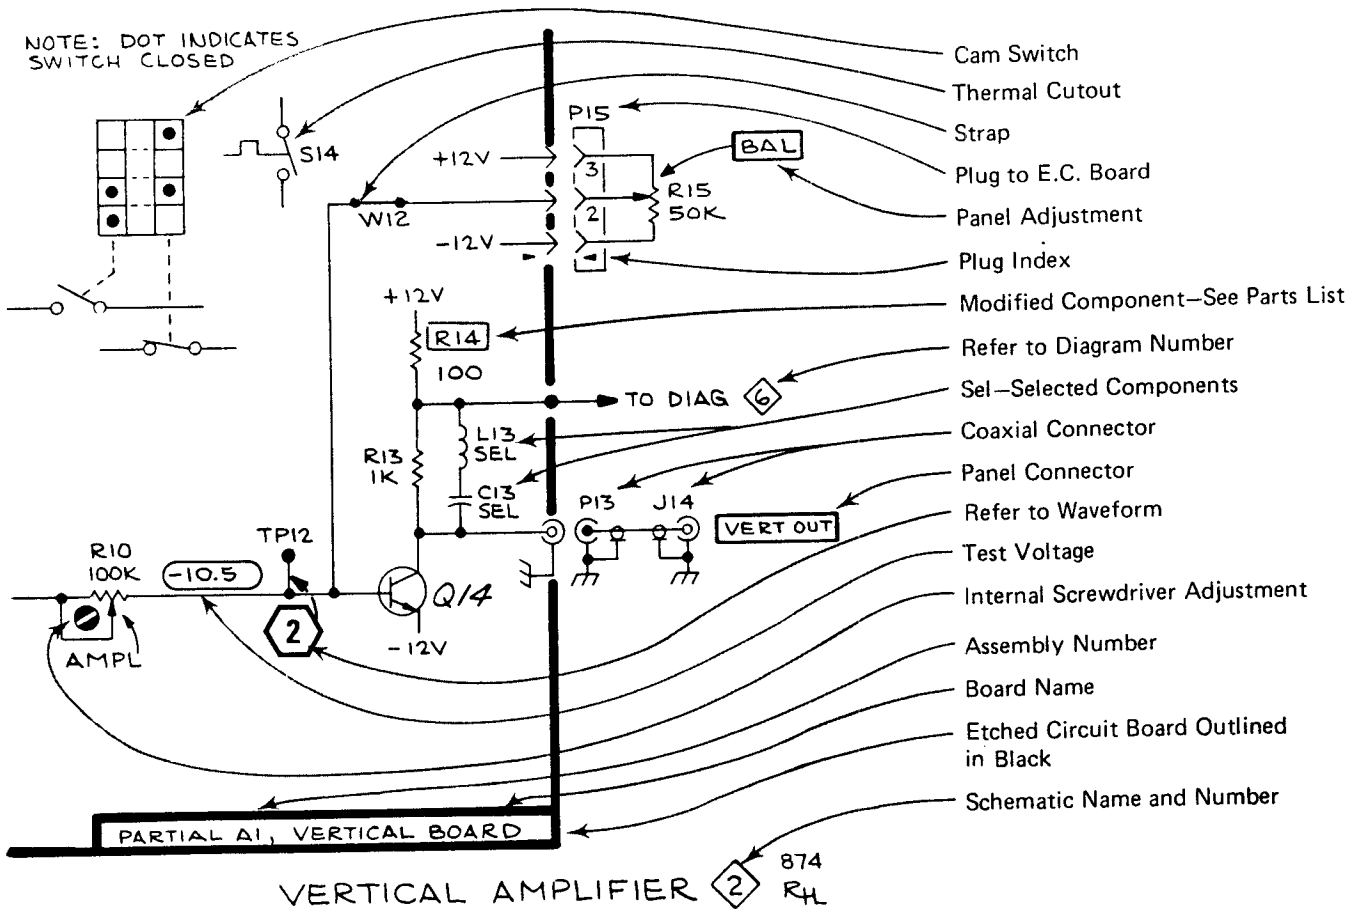 NOTE: DOT INDICATES
SWITCH CLOSED
Cam Switch
Thermal Cutout
Strap
Plug to E.C. Board
Panel Adjustment
Plug Index
Modified Component—See Parts List
Refer to Diagram Number
Sel—Selected Components
Coaxial Connector
Panel Connector
Refer to Waveform
Test Voltage
Internal Screwdriver Adjustment
Assembly Number
Board Name
Etched Circuit Board Outlined
in Black
Schematic Name and Number
S14
P15
+12V
3
BAL
R15
50K
W12
2
-12V
+12V
R14
100
TO DIAG 6
L13
SEL
R13
1K
C13
SEL
P13
J14
VERT OUT
TP12
R10
100K
-10.5
Q14
2
-12V
AMPL
PARTIAL A1, VERTICAL BOARD
VERTICAL AMPLIFIER 2
874